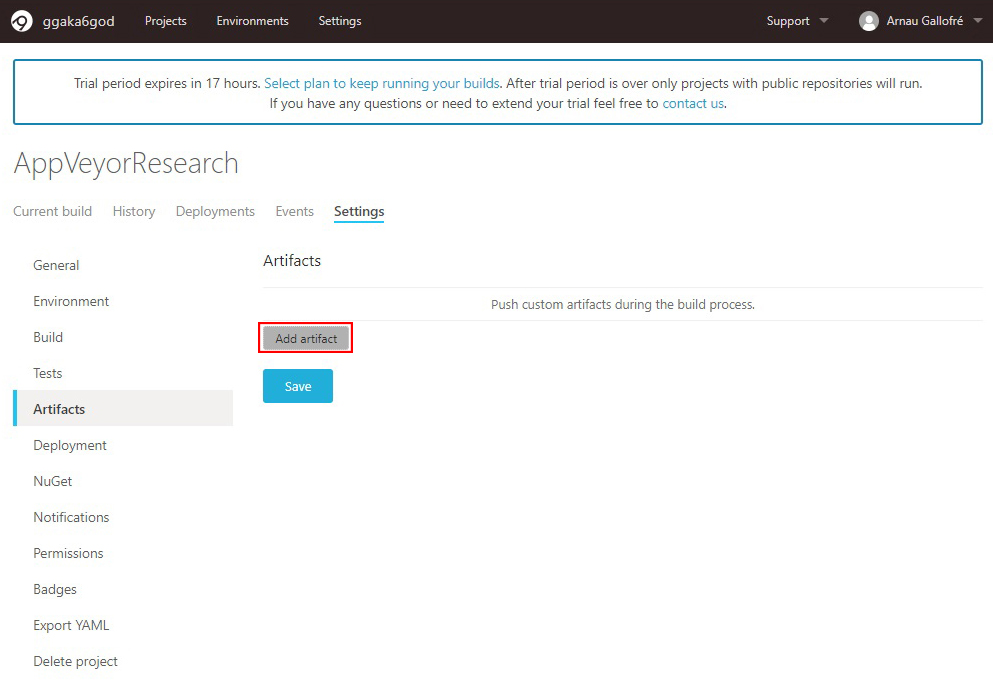 ggaka6god Projects Environments Settings Support Arnau Gallofré
Trial period expires in 17 hours. Select plan to keep running your builds. After trial period is over only projects with public repositories will run.
If you have any questions or need to extend your trial feel free to contact us.
AppVeyorResearch
Current build History Deployments Events Settings
General
Environment
Build
Tests
Artifacts
Deployment
NuGet
Notifications
Permissions
Badges
Export YAML
Delete project
Artifacts
Push custom artifacts during the build process.
Add artifact
Save